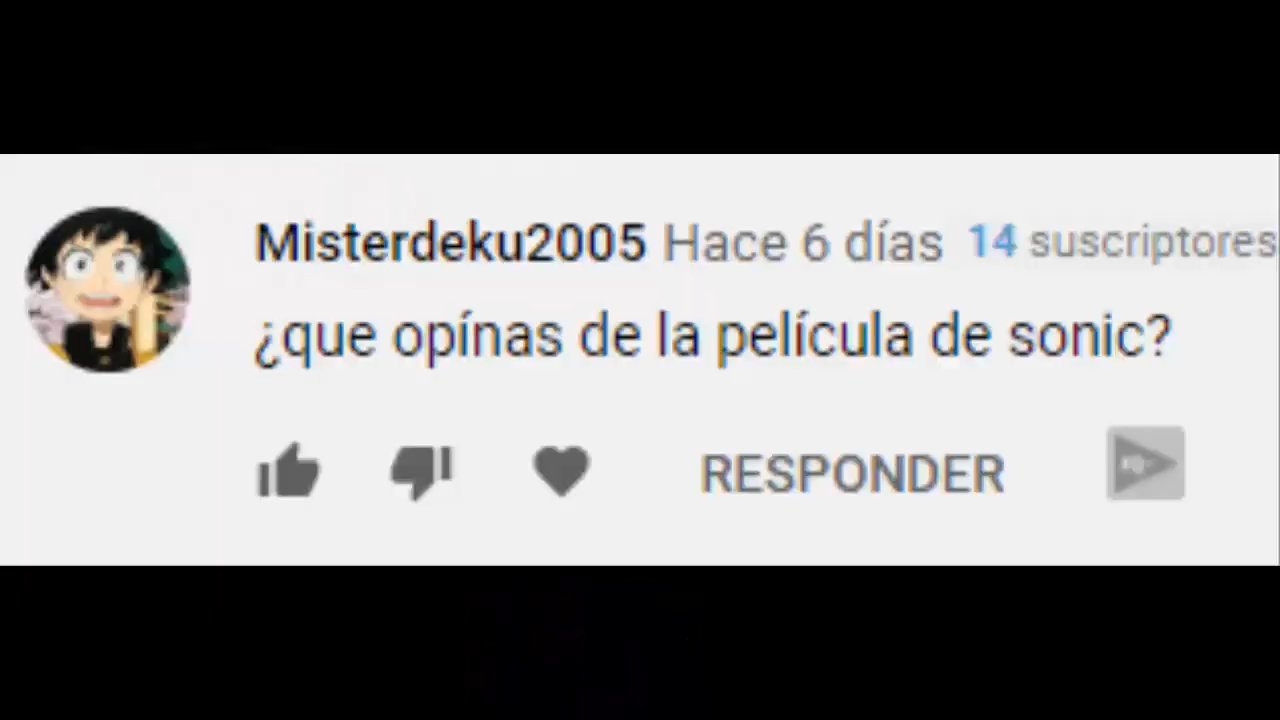 Misterdeku2005 Hace 6 días 14 suscriptores
¿que opínas de la película de sonic?
RESPONDER